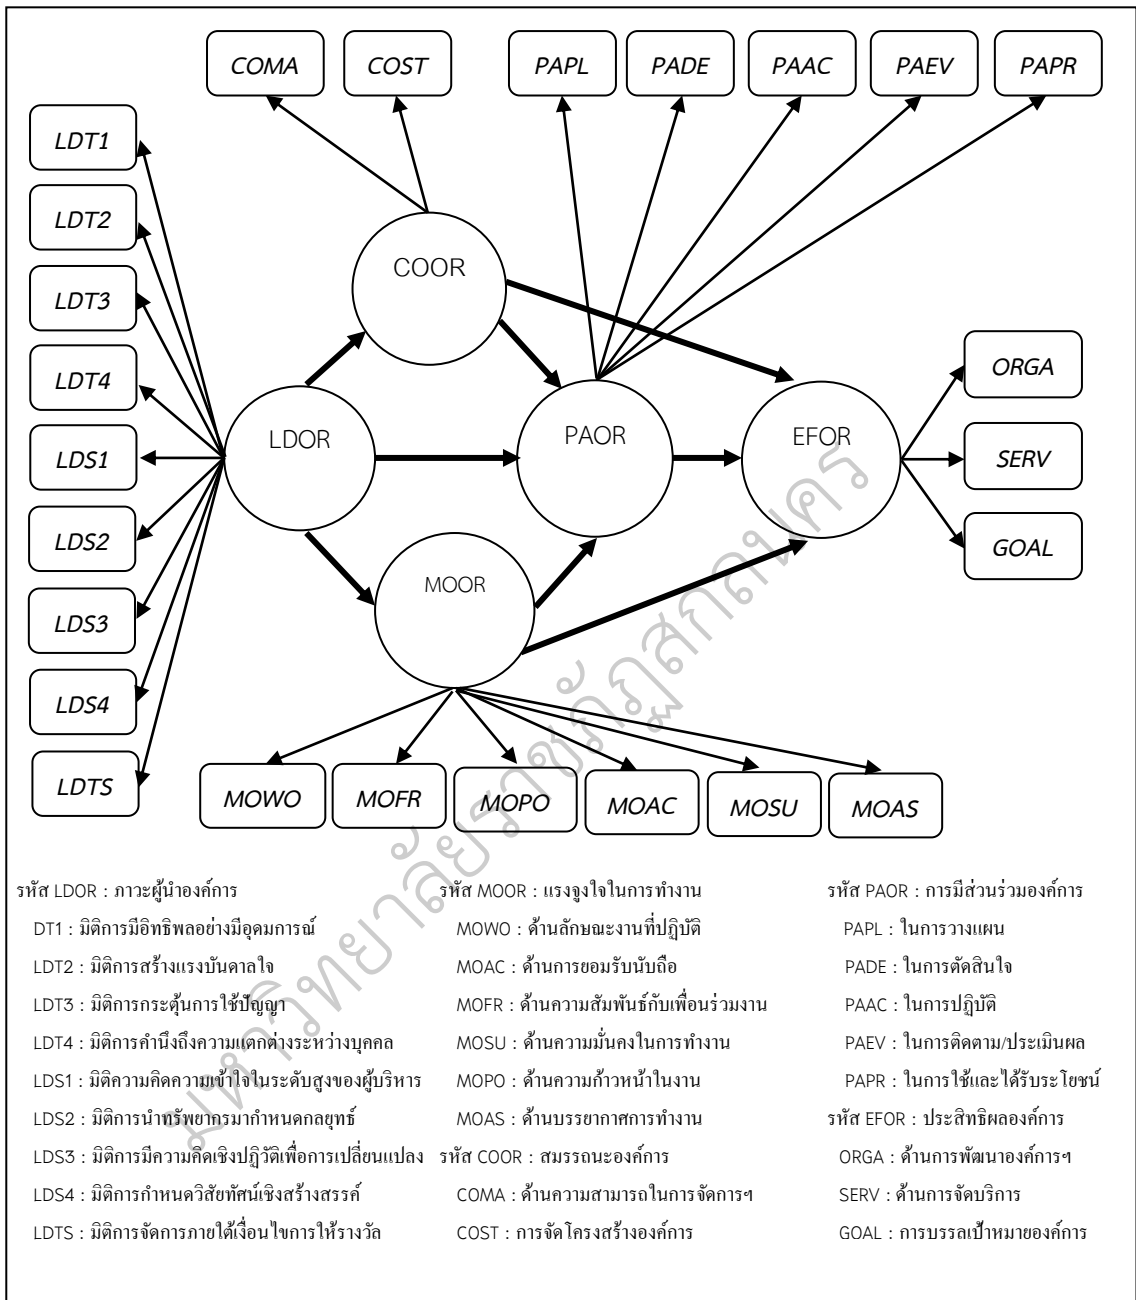 COMA COST PAPL PADE PAAC PAEV PAPR
LDT1
LDT2
LDT3
LDT4
LDS1
LDS2
LDS3
LDS4
LDTS
COOR
LDOR
PAOR
EFOR
MOOR
ORGA
SERV
GOAL
MOWO MOFR MOPO MOAC MOSU MOAS
มหาวิทยาลัยราชภัฏสกลนคร
รหัส LDOR : ภาวะผู้นำองค์การ
DT1 : มิติการมีอิทธิพลอย่างมีอุดมการณ์
LDT2 : มิติการสร้างแรงบันดาลใจ
LDT3 : มิติการกระตุ้นการใช้ปัญญา
LDT4 : มิติการคำนึงถึงความแตกต่างระหว่างบุคคล
LDS1 : มิติความคิดความเข้าใจในระดับสูงของผู้บริหาร
LDS2 : มิติการนำทรัพยากรมากำหนดกลยุทธ์
LDS3 : มิติการมีความคิดเชิงปฏิวัติเพื่อการเปลี่ยนแปลง
LDS4 : มิติการกำหนดวิสัยทัศน์เชิงสร้างสรรค์
LDTS : มิติการจัดการภายใต้เงื่อนไขการให้รางวัล
รหัส MOOR : แรงจูงใจในการทำงาน
MOWO : ด้านลักษณะงานที่ปฏิบัติ
MOAC : ด้านการยอมรับนับถือ
MOFR : ด้านความสัมพันธ์กับเพื่อนร่วมงาน
MOSU : ด้านความมั่นคงในการทำงาน
MOPO : ด้านความก้าวหน้าในงาน
MOAS : ด้านบรรยากาศการทำงาน
รหัส COOR : สมรรถนะองค์การ
COMA : ด้านความสามารถในการจัดการฯ
COST : การจัดโครงสร้างองค์การ
รหัส PAOR : การมีส่วนร่วมองค์การ
PAPL : ในการวางแผน
PADE : ในการตัดสินใจ
PAAC : ในการปฏิบัติ
PAEV : ในการติดตาม/ประเมินผล
PAPR : ในการใช้และได้รับประโยชน์
รหัส EFOR : ประสิทธิผลองค์การ
ORGA : ด้านการพัฒนาองค์การฯ
SERV : ด้านการจัดบริการ
GOAL : การบรรลเป้าหมายองค์การ